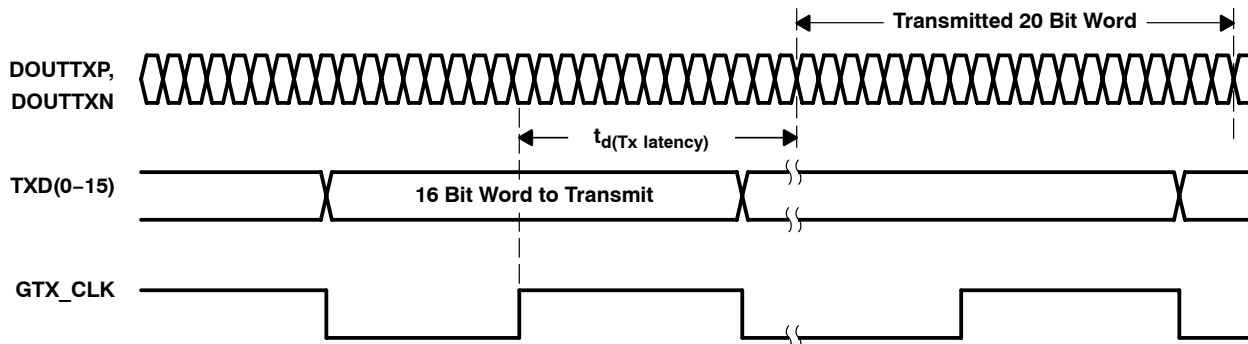 Transmitted 20 Bit Word
DOUTTXP,
DOUTTXN
td(Tx latency)
TXD(0−15)
16 Bit Word to Transmit
GTX_CLK